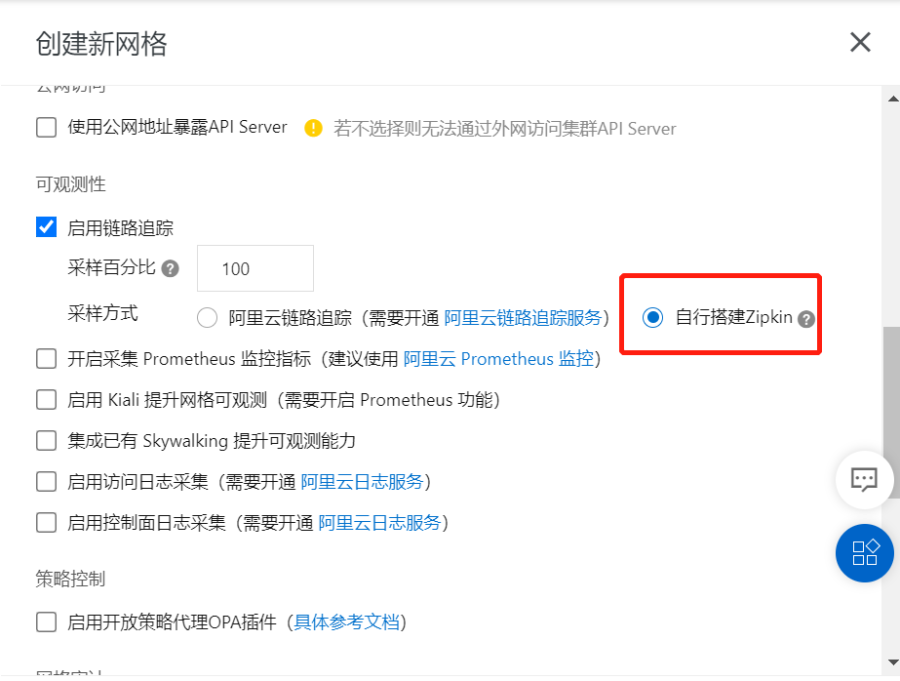 创建新网格
公网访问
使用公网地址暴露API Server 若不选择则无法通过外网访问集群API Server
可观测性
启用链路追踪
采样百分比 100
采样方式 阿里云链路追踪（需要开通 阿里云链路追踪服务） 自行搭建Zipkin
开启采集 Prometheus 监控指标（建议使用 阿里云 Prometheus 监控）
启用 Kiali 提升网格可观测（需要开启 Prometheus 功能）
集成已有 Skywalking 提升可观测能力
启用访问日志采集（需要开通 阿里云日志服务）
启用控制面日志采集（需要开通 阿里云日志服务）
策略控制
启用开放策略代理OPA插件（具体参考文档）
网格审计